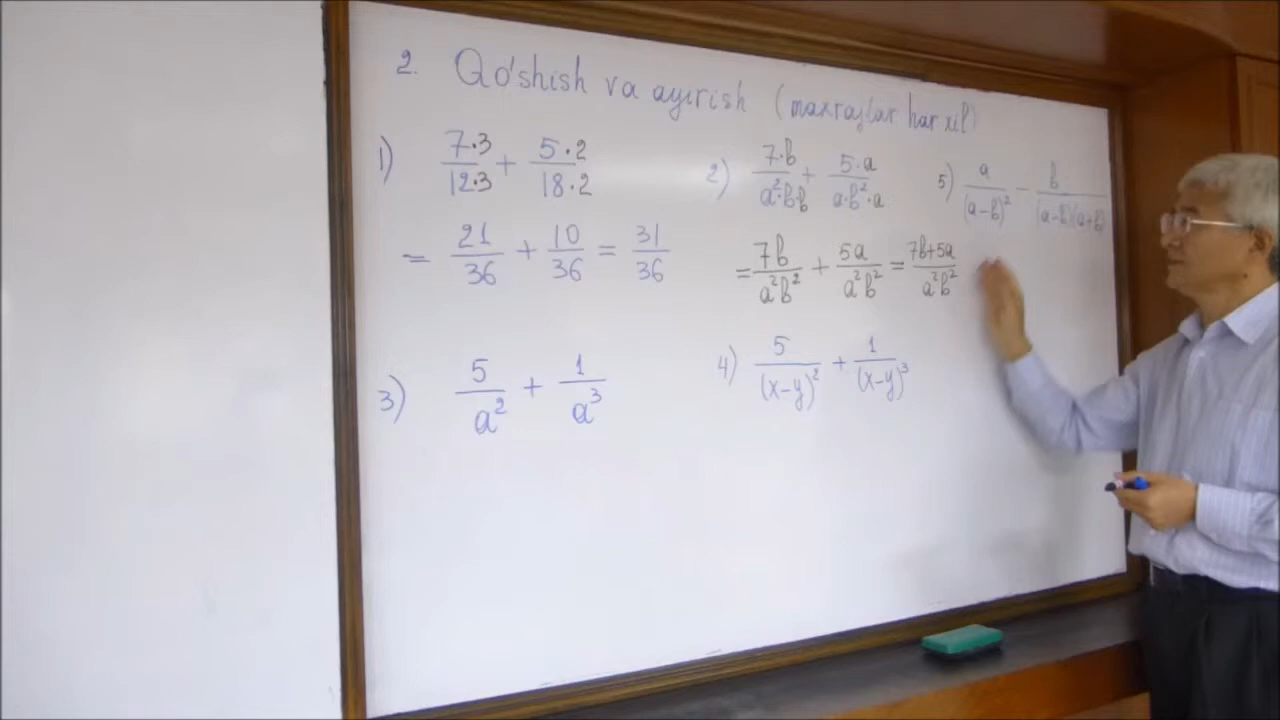 2. Qo'shish va ayirish (maxrajlar har xil)
1) 7·3/12·3 + 5·2/18·2
= 21/36 + 10/36 = 31/36
2) 7·b/a²·b·b + 5·a/a·b²·a
= 7b/a²b² + 5a/a²b² = 7b+5a/a²b²
3) 5/a² + 1/a³
4) 5/(x-y)² + 1/(x-y)³
5) a/(a-b)² - b/(a-b)(a+b)